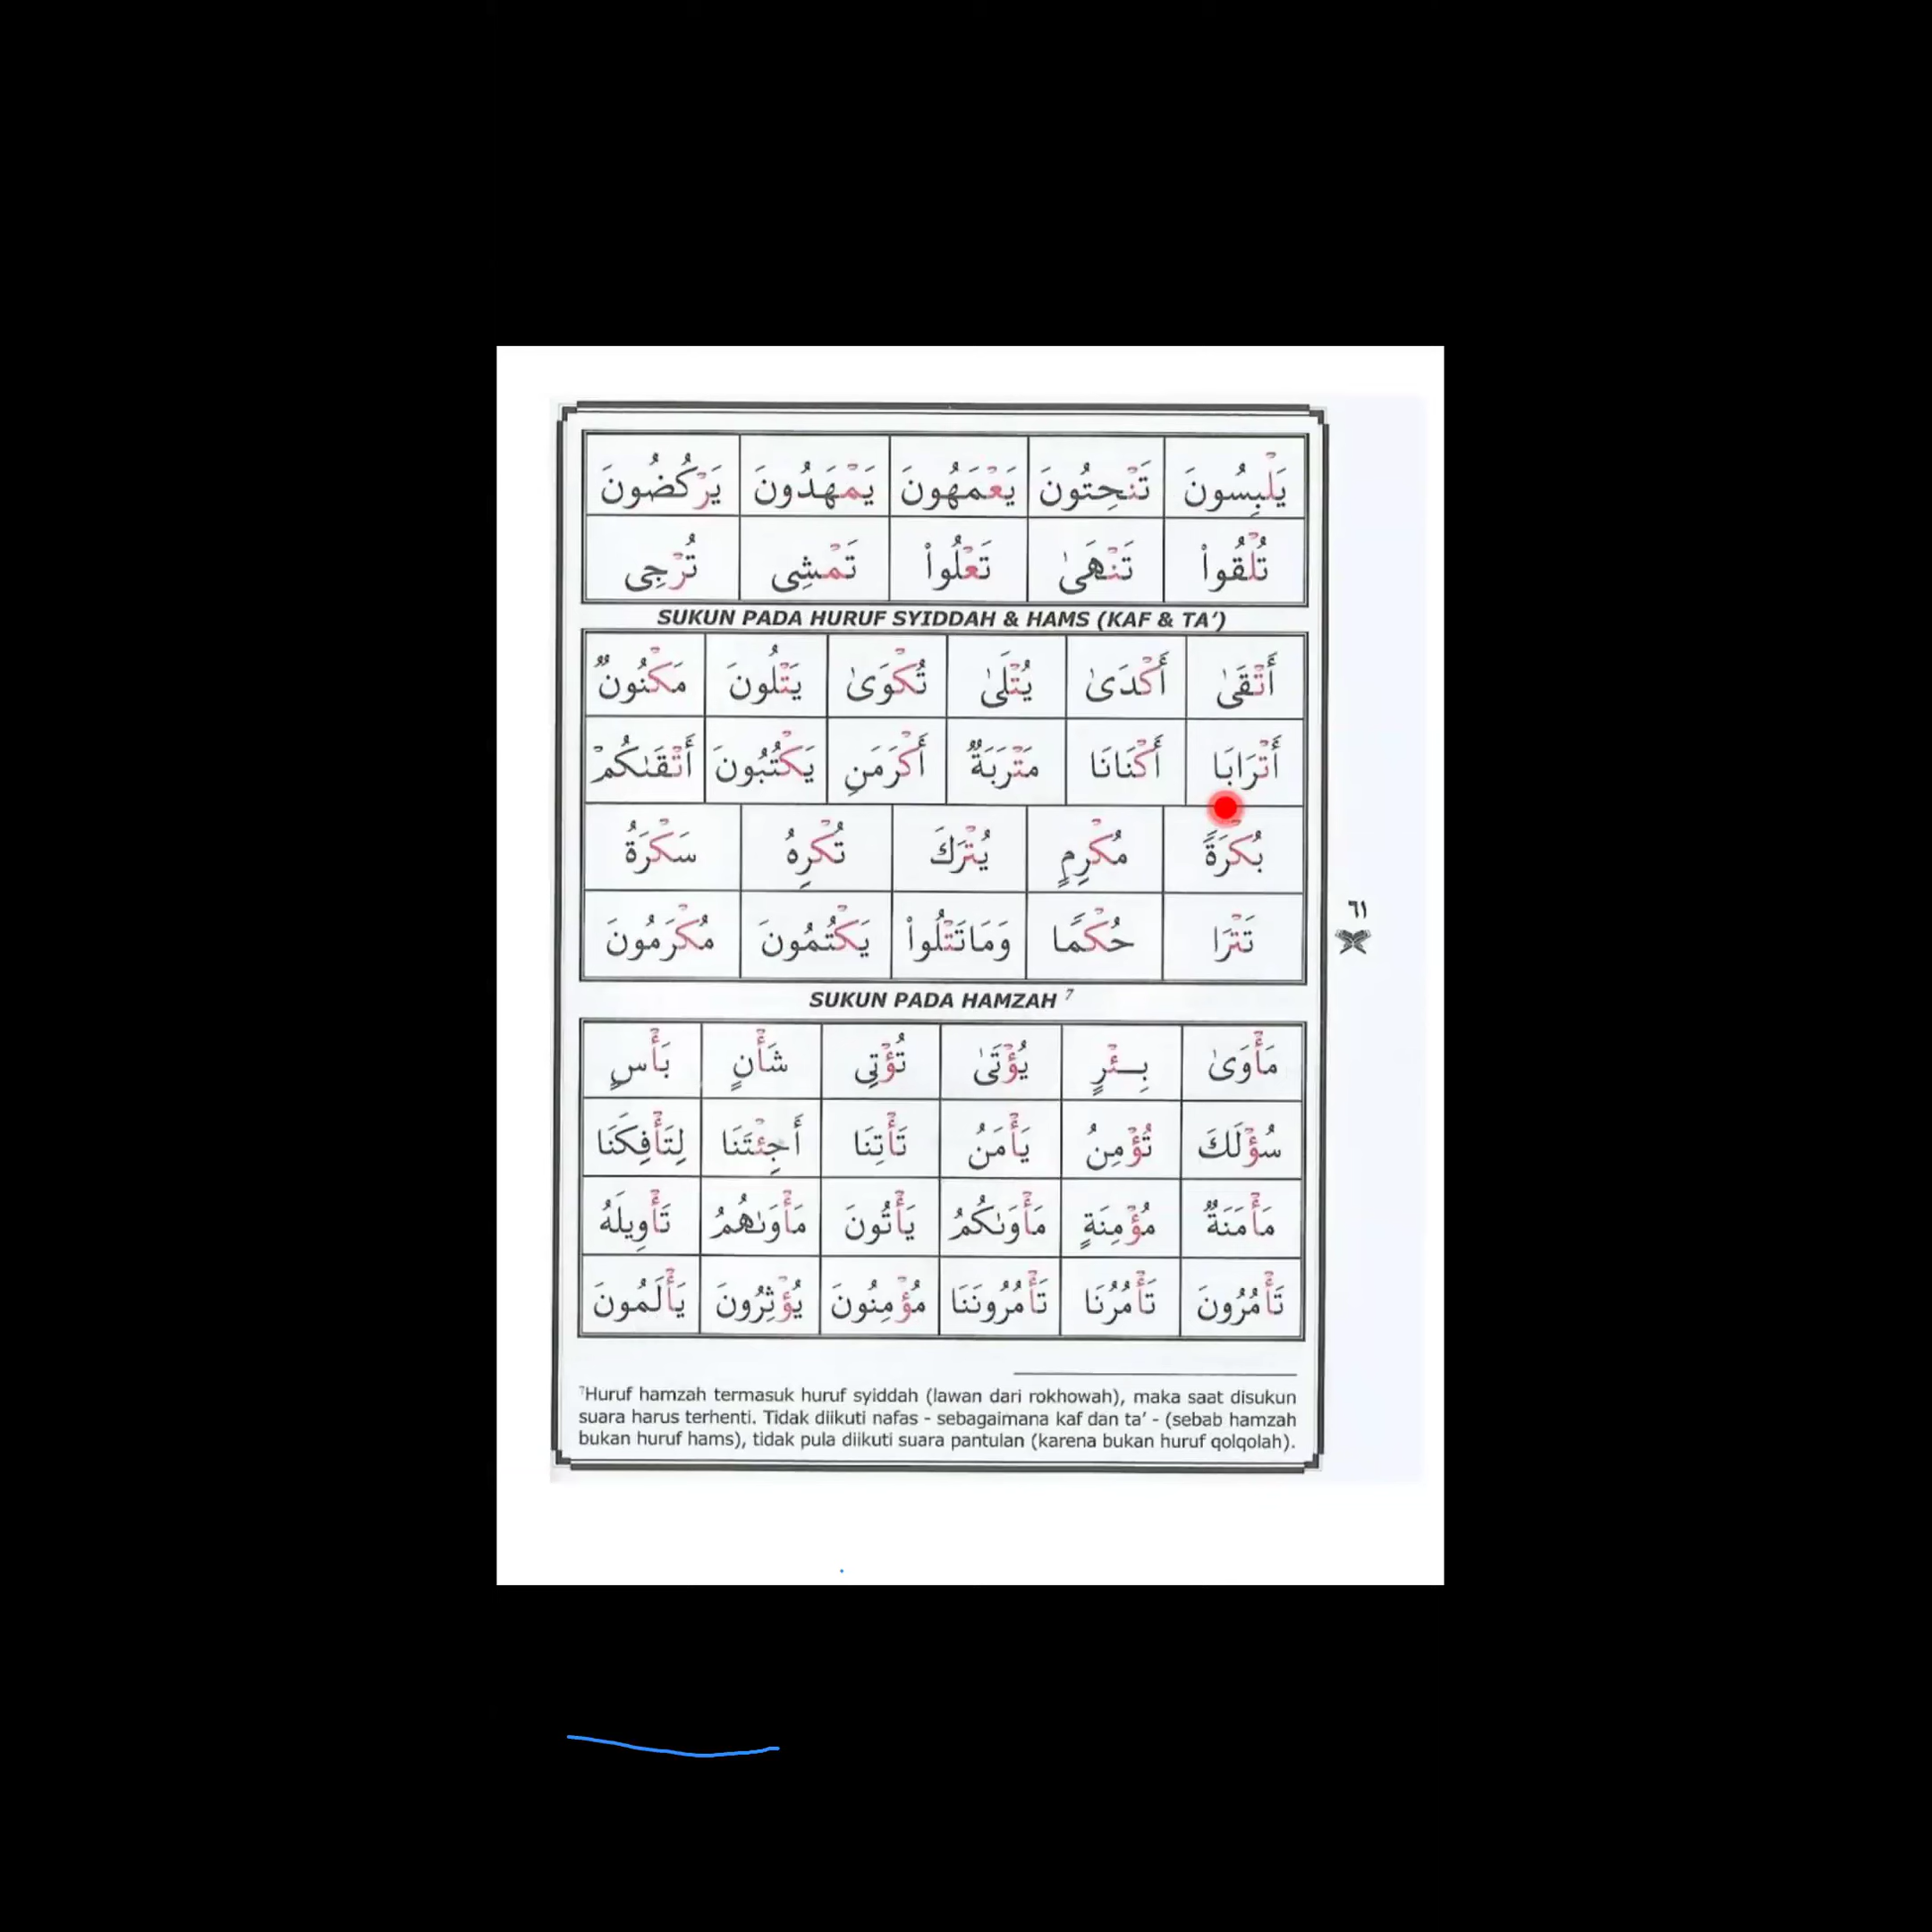 يَلْبِسُونَ تَنْحِتُونَ يَعْمَهُونَ يَمْهَدُونَ يَرْكُضُونَ
تُلْقُوا۟ تَنْهَىٰ تَعْلُوا۟ تَمْشِى تُرْجِى
SUKUN PADA HURUF SYIDDAH & HAMS (KAF & TA’)
أَتْقَىٰ أَكْدَىٰ يُتْلَىٰ تُكْوَىٰ يَتْلُونَ مَكْنُونٌ
أَتْرَابَا أَكْنَانَا مَتْرَبَةٌ أَكْرَمَنِ يَكْتُبُونَ أَتْقَىٰكُمْ
بُكْرَةً مُكْرِمٍ يُتْرَكَ تُكْرِهُ سَكْرَةُ
تَتْرَا حُكْمًا وَمَاتَتْلُوا۟ يَكْتُمُونَ مُكْرَمُونَ
٦١
SUKUN PADA HAMZAH 7
مَأْوَىٰ بِـئْرٍ يُؤْتَىٰ تُؤْتِى شَأْنٍ بَأْسٍ
سُؤْلَكَ تُؤْمِنُ يَأْمَنُ تَأْتِنَا أَجِئْتَنَا لِتَأْفِكَنَا
مَأْمَنَةٌ مُؤْمِنَةٍ مَأْوَىٰكُمُ يَأْتُونَ مَأْوَىٰهُمُ تَأْوِيلَهُ
تَأْمُرُونَ تَأْمُرُنَا تَأْمُرُونَنَا مُؤْمِنُونَ يُؤْثِرُونَ يَأْلَمُونَ
7Huruf hamzah termasuk huruf syiddah (lawan dari rokhowah), maka saat disukun
suara harus terhenti. Tidak diikuti nafas - sebagaimana kaf dan ta’ - (sebab hamzah
bukan huruf hams), tidak pula diikuti suara pantulan (karena bukan huruf qolqolah).